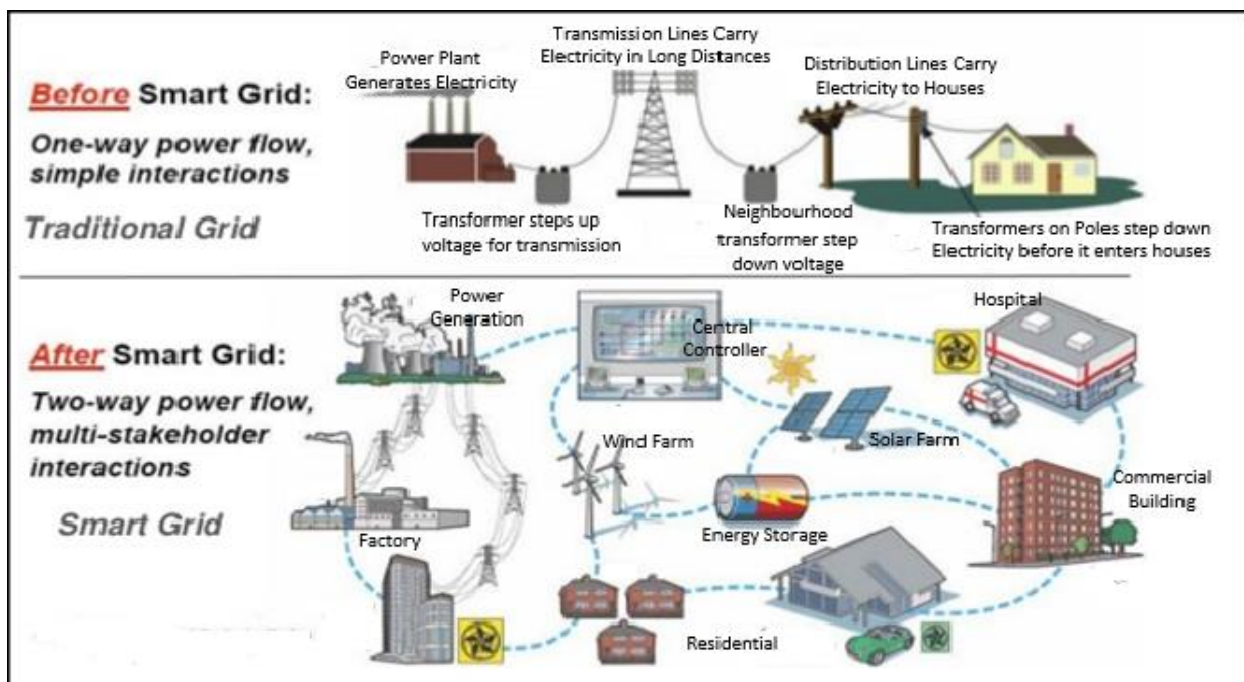 Before Smart Grid:
One-way power flow,
simple interactions
Traditional Grid
Power Plant
Generates Electricity
Transmission Lines Carry
Electricity in Long Distances
Distribution Lines Carry
Electricity to Houses
Transformer steps up
voltage for transmission
Neighbourhood
transformer step
down voltage
Transformers on Poles step down
Electricity before it enters houses
After Smart Grid:
Two-way power flow,
multi-stakeholder
interactions
Smart Grid
Power
Generation
Central
Controller
Hospital
Wind Farm
Solar Farm
Commercial
Building
Energy Storage
Factory
Residential